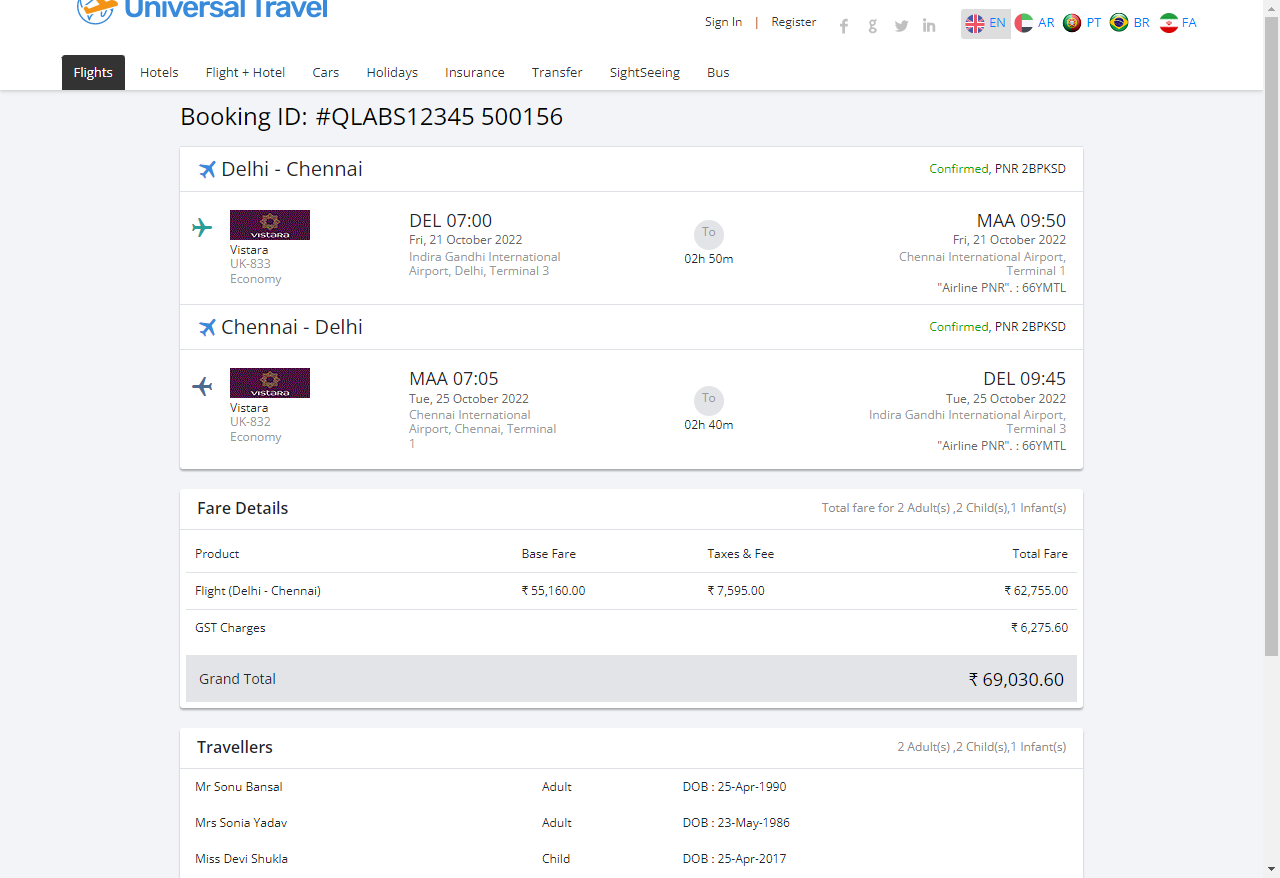 Universal Travel
Sign In | Register
EN AR PT BR FA
Flights Hotels Flight + Hotel Cars Holidays Insurance Transfer SightSeeing Bus
Booking ID: #QLABS12345 500156
Delhi - Chennai
Confirmed, PNR 2BPKSD
VISTARA
Vistara
UK-833
Economy
DEL 07:00
Fri, 21 October 2022
Indira Gandhi International
Airport, Delhi, Terminal 3
To
02h 50m
MAA 09:50
Fri, 21 October 2022
Chennai International Airport,
Terminal 1
"Airline PNR". : 66YMTL
Chennai - Delhi
Confirmed, PNR 2BPKSD
VISTARA
Vistara
UK-832
Economy
MAA 07:05
Tue, 25 October 2022
Chennai International
Airport, Chennai, Terminal
1
To
02h 40m
DEL 09:45
Tue, 25 October 2022
Indira Gandhi International Airport,
Terminal 3
"Airline PNR". : 66YMTL
Fare Details
Total fare for 2 Adult(s) ,2 Child(s),1 Infant(s)
Product Base Fare Taxes & Fee Total Fare
Flight (Delhi - Chennai) ₹ 55,160.00 ₹ 7,595.00 ₹ 62,755.00
GST Charges ₹ 6,275.60
Grand Total ₹ 69,030.60
Travellers
2 Adult(s) ,2 Child(s),1 Infant(s)
Mr Sonu Bansal Adult DOB : 25-Apr-1990
Mrs Sonia Yadav Adult DOB : 23-May-1986
Miss Devi Shukla Child DOB : 25-Apr-2017